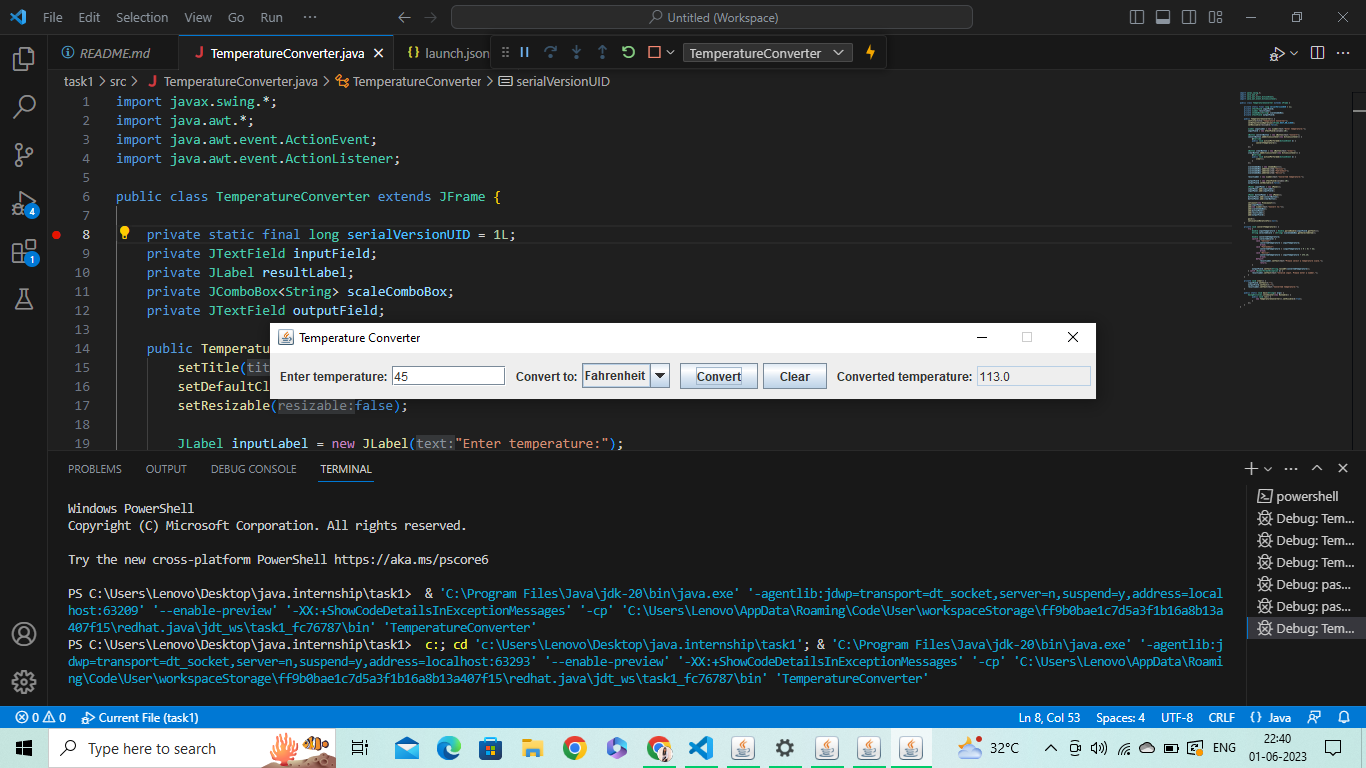 File Edit Selection View Go Run ··· Untitled (Workspace)
README.md TemperatureConverter.java launch.json TemperatureConverter
task1 > src > TemperatureConverter.java > TemperatureConverter > serialVersionUID
1 import javax.swing.*;
2 import java.awt.*;
3 import java.awt.event.ActionEvent;
4 import java.awt.event.ActionListener;
5
6 public class TemperatureConverter extends JFrame {
7
8 private static final long serialVersionUID = 1L;
9 private JTextField inputField;
10 private JLabel resultLabel;
11 private JComboBox<String> scaleComboBox;
12 private JTextField outputField;
13
14 public Temperat
15 setTitle( tit
16 setDefaultCl
17 setResizable( resizable: false);
18
19 JLabel inputLabel = new JLabel( text: "Enter temperature:");
4
1
Temperature Converter
Enter temperature: 45 Convert to: Fahrenheit Convert Clear Converted temperature: 113.0
PROBLEMS OUTPUT DEBUG CONSOLE TERMINAL
Windows PowerShell
Copyright (C) Microsoft Corporation. All rights reserved.
Try the new cross-platform PowerShell https://aka.ms/pscore6
PS C:\Users\Lenovo\Desktop\java.internship\task1> & 'C:\Program Files\Java\jdk-20\bin\java.exe' '-agentlib:jdwp=transport=dt_socket,server=n,suspend=y,address=local
host:63209' '--enable-preview' '-XX:+ShowCodeDetailsInExceptionMessages' '-cp' 'C:\Users\Lenovo\AppData\Roaming\Code\User\workspaceStorage\ff9b0bae1c7d5a3f1b16a8b13a
407f15\redhat.java\jdt_ws\task1_fc76787\bin' 'TemperatureConverter'
PS C:\Users\Lenovo\Desktop\java.internship\task1> c:; cd 'c:\Users\Lenovo\Desktop\java.internship\task1'; & 'C:\Program Files\Java\jdk-20\bin\java.exe' '-agentlib:j
dwp=transport=dt_socket,server=n,suspend=y,address=localhost:63293' '--enable-preview' '-XX:+ShowCodeDetailsInExceptionMessages' '-cp' 'C:\Users\Lenovo\AppData\Roam
ing\Code\User\workspaceStorage\ff9b0bae1c7d5a3f1b16a8b13a407f15\redhat.java\jdt_ws\task1_fc76787\bin' 'TemperatureConverter'
powershell
Debug: Tem...
Debug: Tem...
Debug: Tem...
Debug: pas...
Debug: pas...
Debug: Tem...
0 0 Current File (task1) Ln 8, Col 53 Spaces: 4 UTF-8 CRLF {} Java
Type here to search 32°C ENG 22:40
01-06-2023